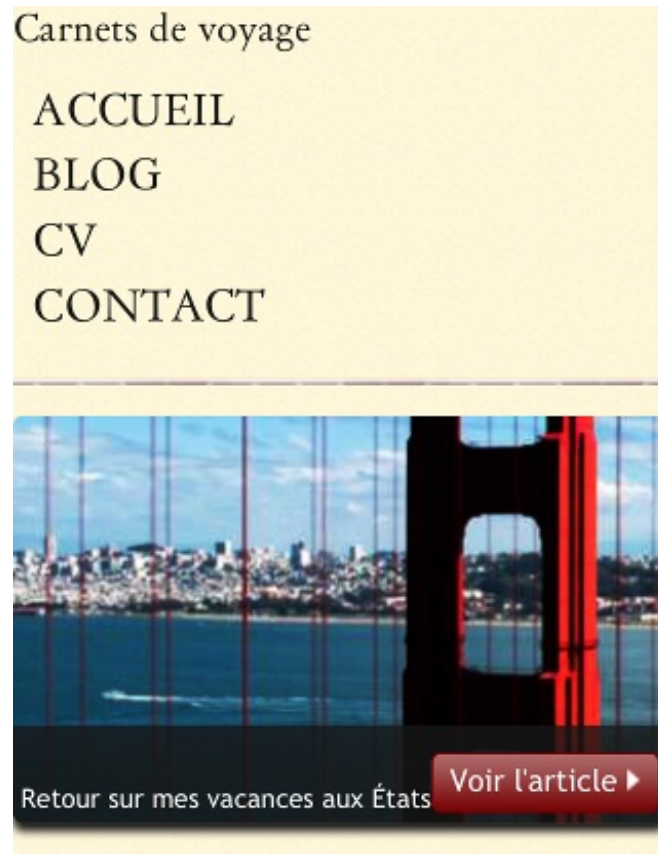 Carnets de voyage
ACCUEIL
BLOG
CV
CONTACT
Retour sur mes vacances aux États
Voir l'article